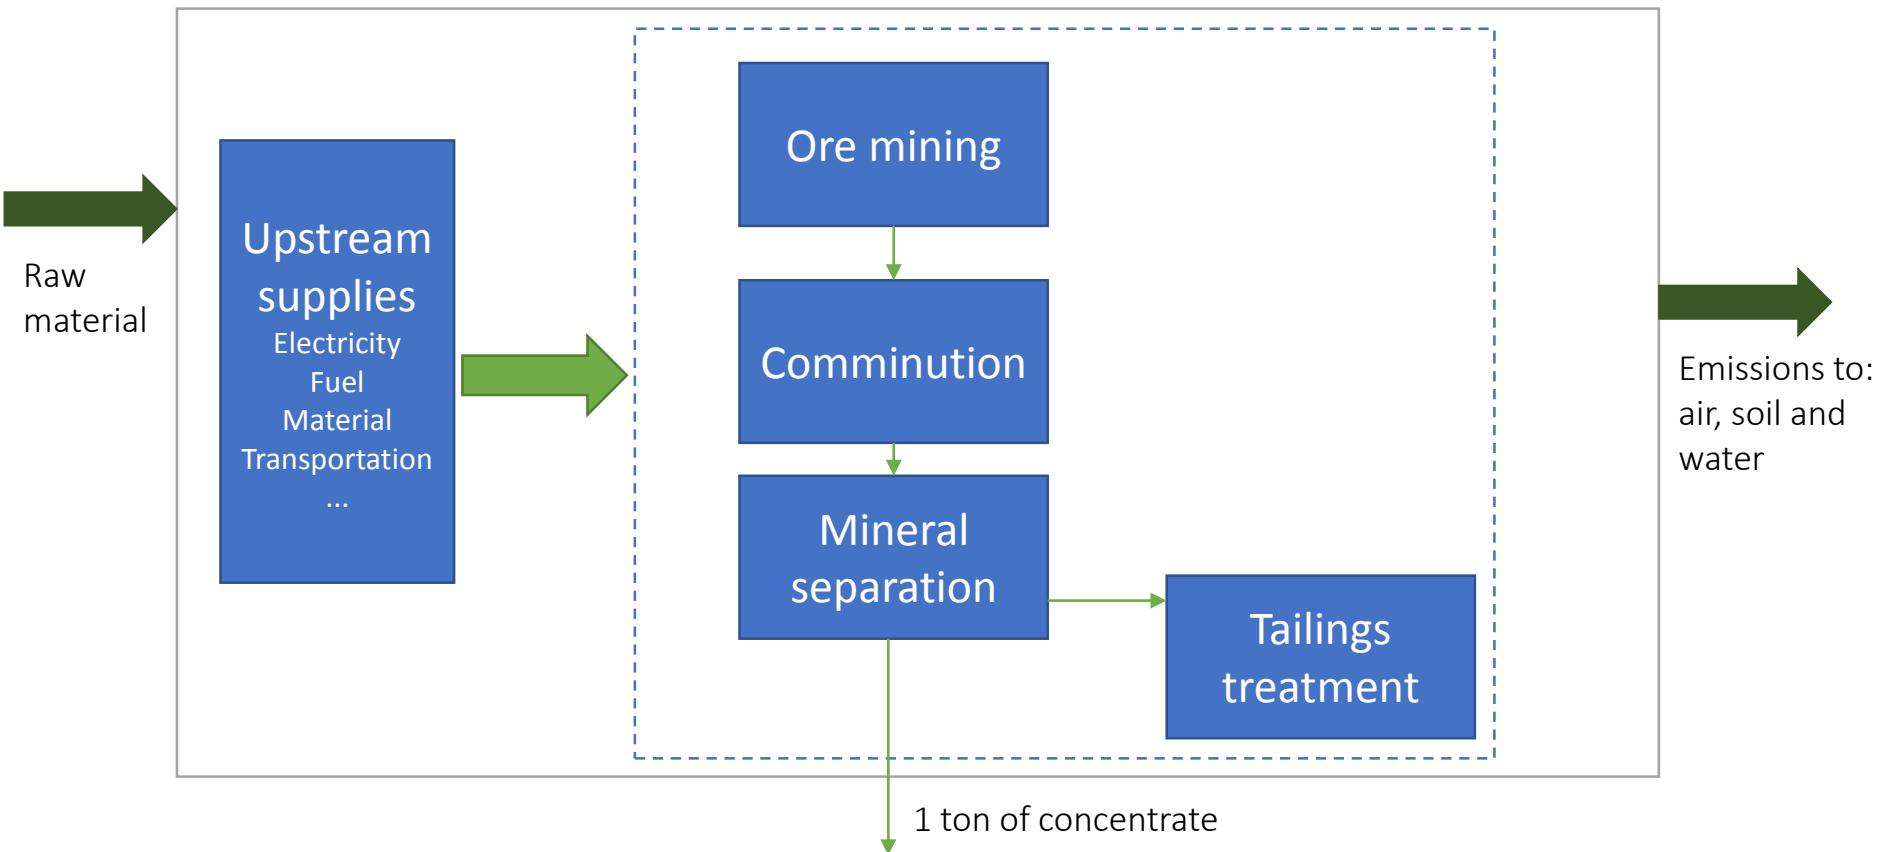 Raw
material
Upstream
supplies
Electricity
Fuel
Material
Transportation
...
Ore mining
Comminution
Mineral
separation
Tailings
treatment
Emissions to:
air, soil and
water
1 ton of concentrate